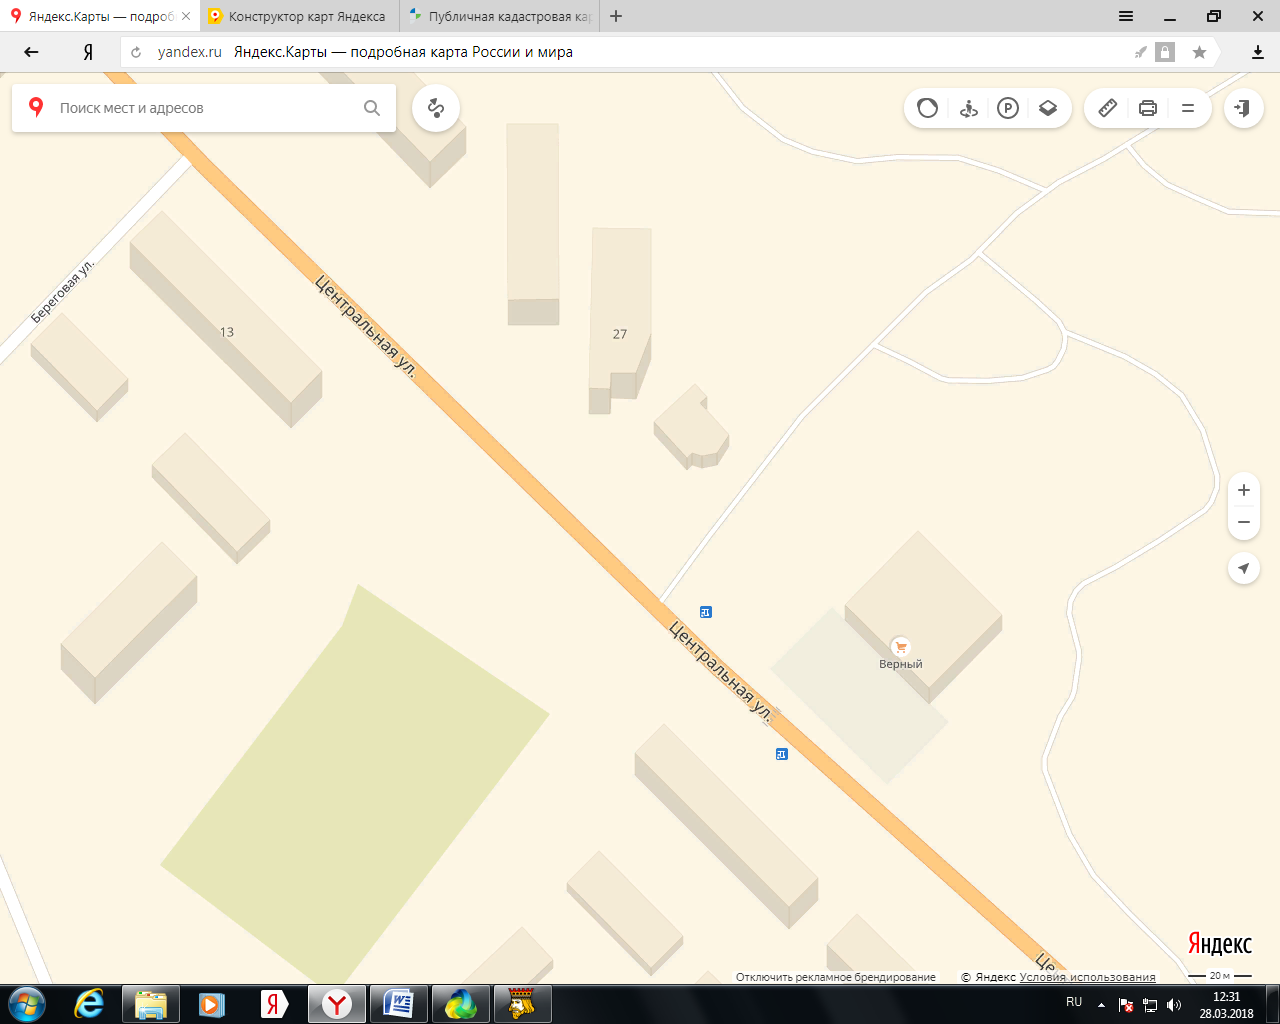 Яндекс.Карты — подроб
Конструктор карт Яндекса
Публичная кадастровая ка
Я
yandex.ru Яндекс.Карты — подробная карта России и мира
Поиск мест и адресов
P
Береговая ул.
13
Центральная ул.
27
Центральная ул.
Верный
Це
Яндекс
Отключить рекламное брендирование
© Яндекс Условия использования
20 м
RU
12:31
28.03.2018